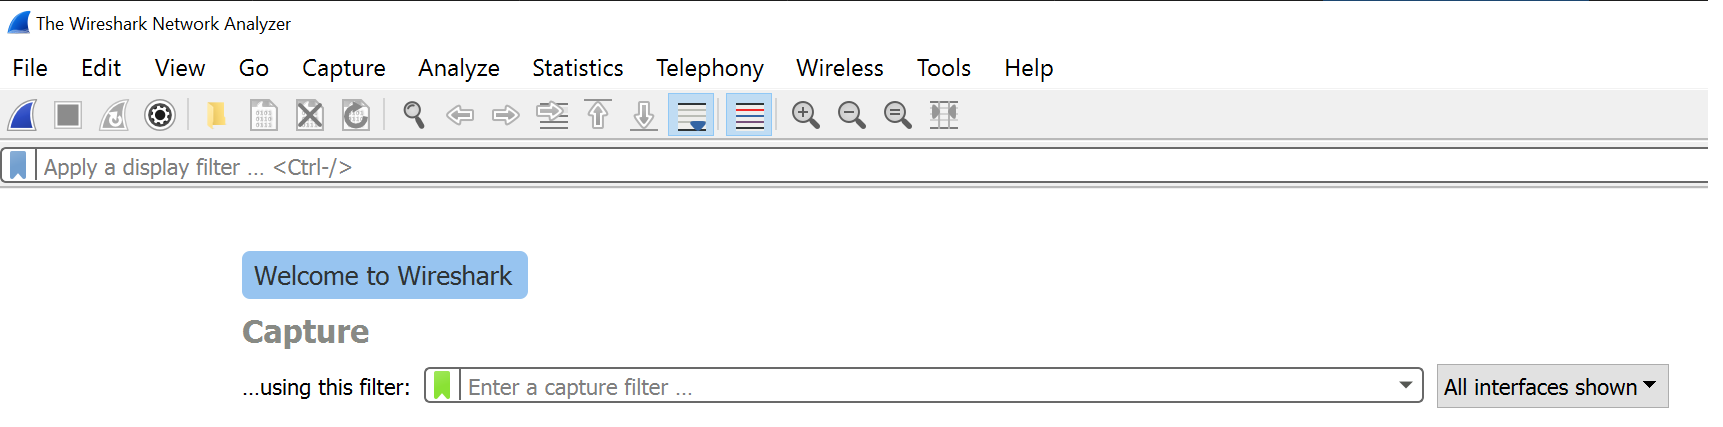 The Wireshark Network Analyzer
File Edit View Go Capture Analyze Statistics Telephony Wireless Tools Help
Apply a display filter ... <Ctrl-/>
Welcome to Wireshark
Capture
...using this filter: Enter a capture filter ... All interfaces shown